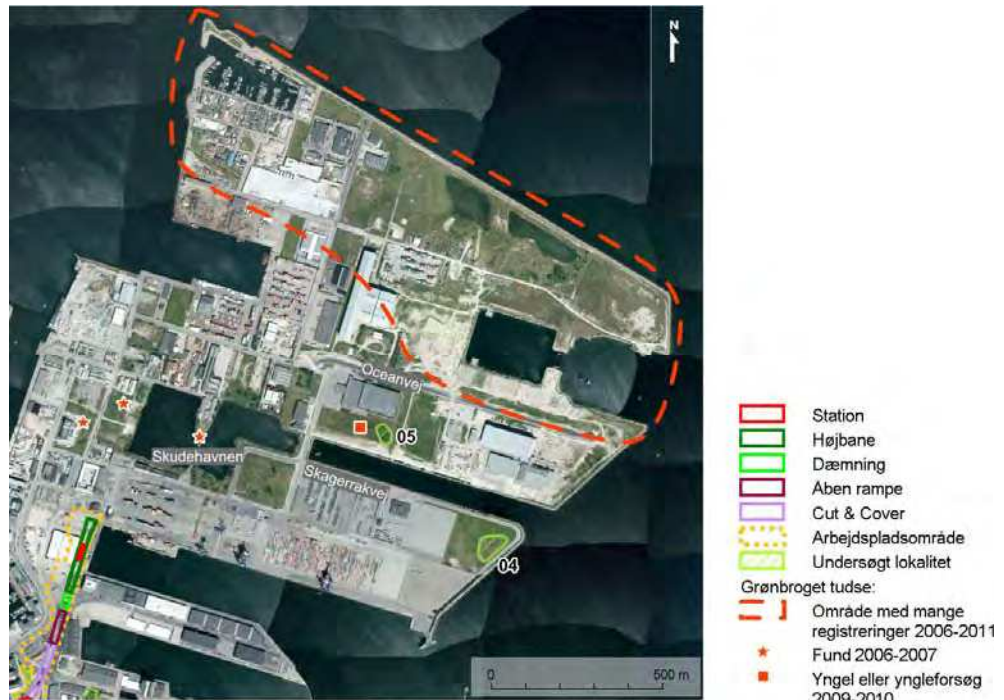 N
Oceanvej
05
Skudehavnen
Skagerrakvej
04
0 500 m
Station
Højbane
Dæmning
Aben rampe
Cut & Cover
Arbejdspladsområde
Undersøgt lokalitet
Grønbroget tudse:
Område med mange
registreringer 2006-2011
Fund 2006-2007
Yngel eller yngleforsøg
2009-2010